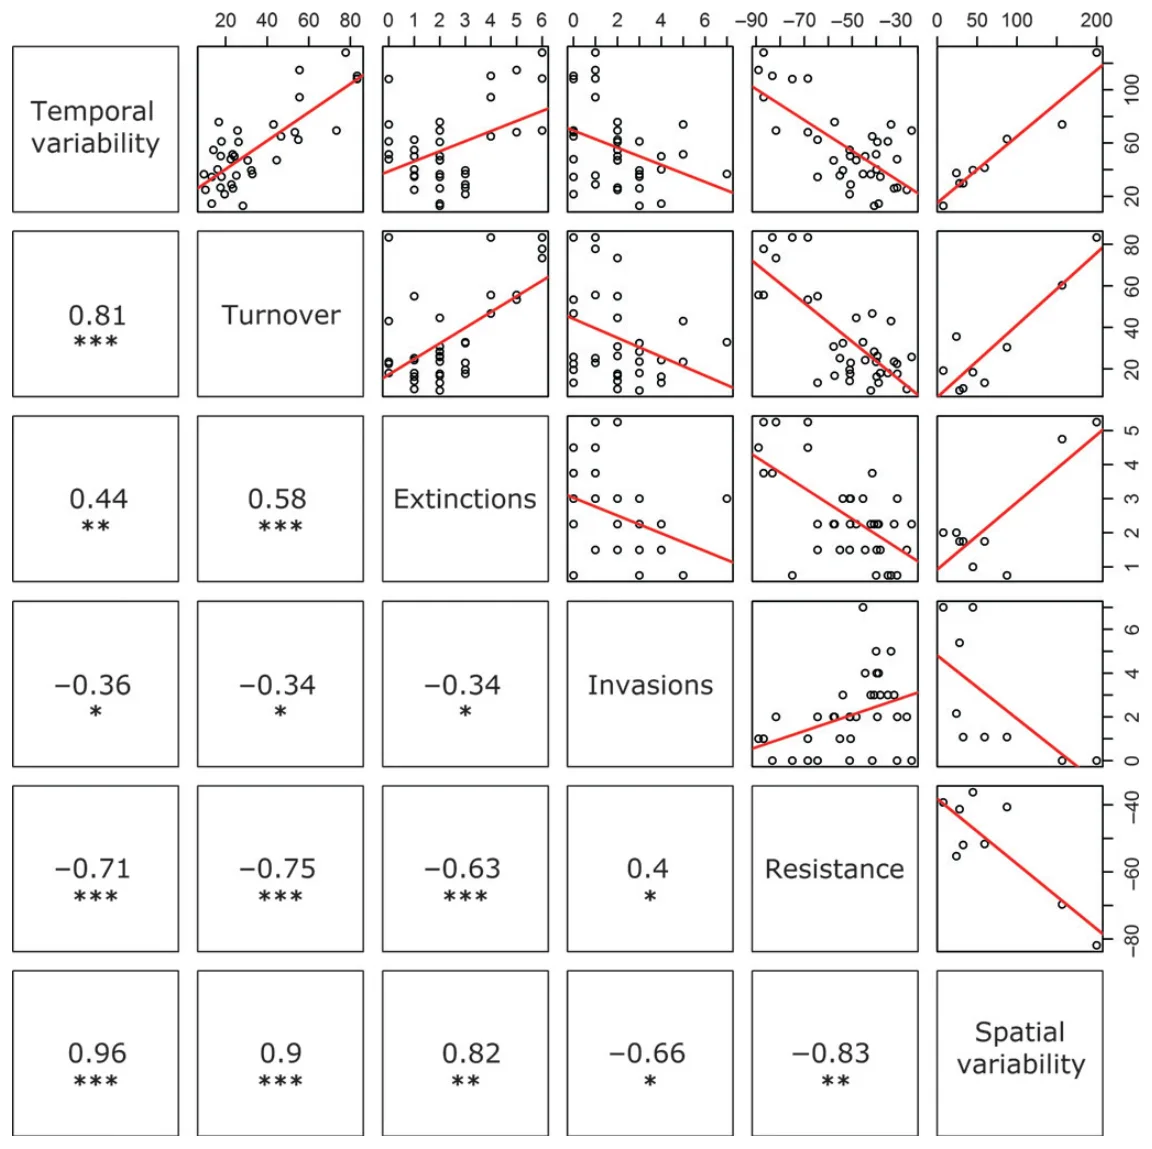 20 40 60 80 0 1 2 3 4 5 6 0 2 4 6 −90 −70 −50 −30 0 50 100 200
Temporal
variability
20 60 100
0.81
***
Turnover
20 40 60 80
0.44
**
0.58
***
Extinctions
1 2 3 4 5
−0.36
*
−0.34
*
−0.34
*
Invasions
0 2 4 6
−0.71
***
−0.75
***
−0.63
***
0.4
*
Resistance
−80 −60 −40
0.96
***
0.9
***
0.82
**
−0.66
*
−0.83
**
Spatial
variability